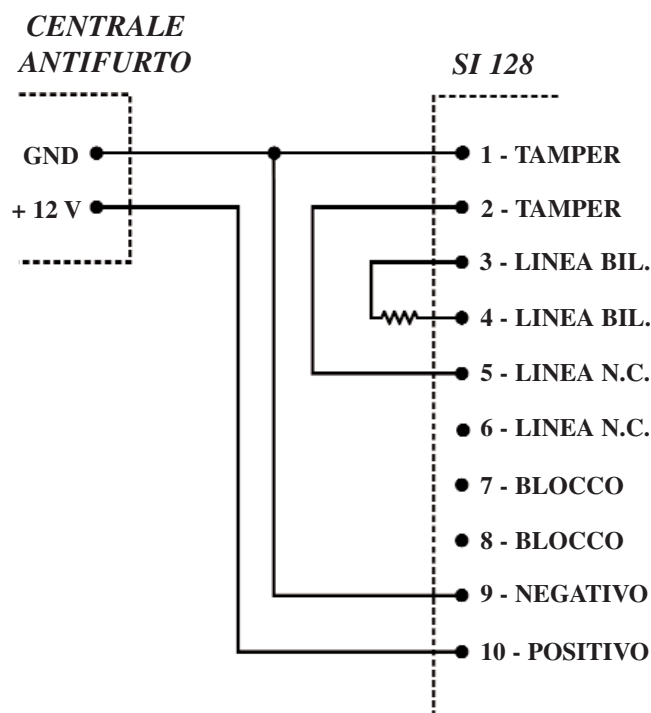 CENTRALE
ANTIFURTO
SI 128
GND
+ 12 V
1 - TAMPER
2 - TAMPER
3 - LINEA BIL.
4 - LINEA BIL.
5 - LINEA N.C.
6 - LINEA N.C.
7 - BLOCCO
8 - BLOCCO
9 - NEGATIVO
10 - POSITIVO